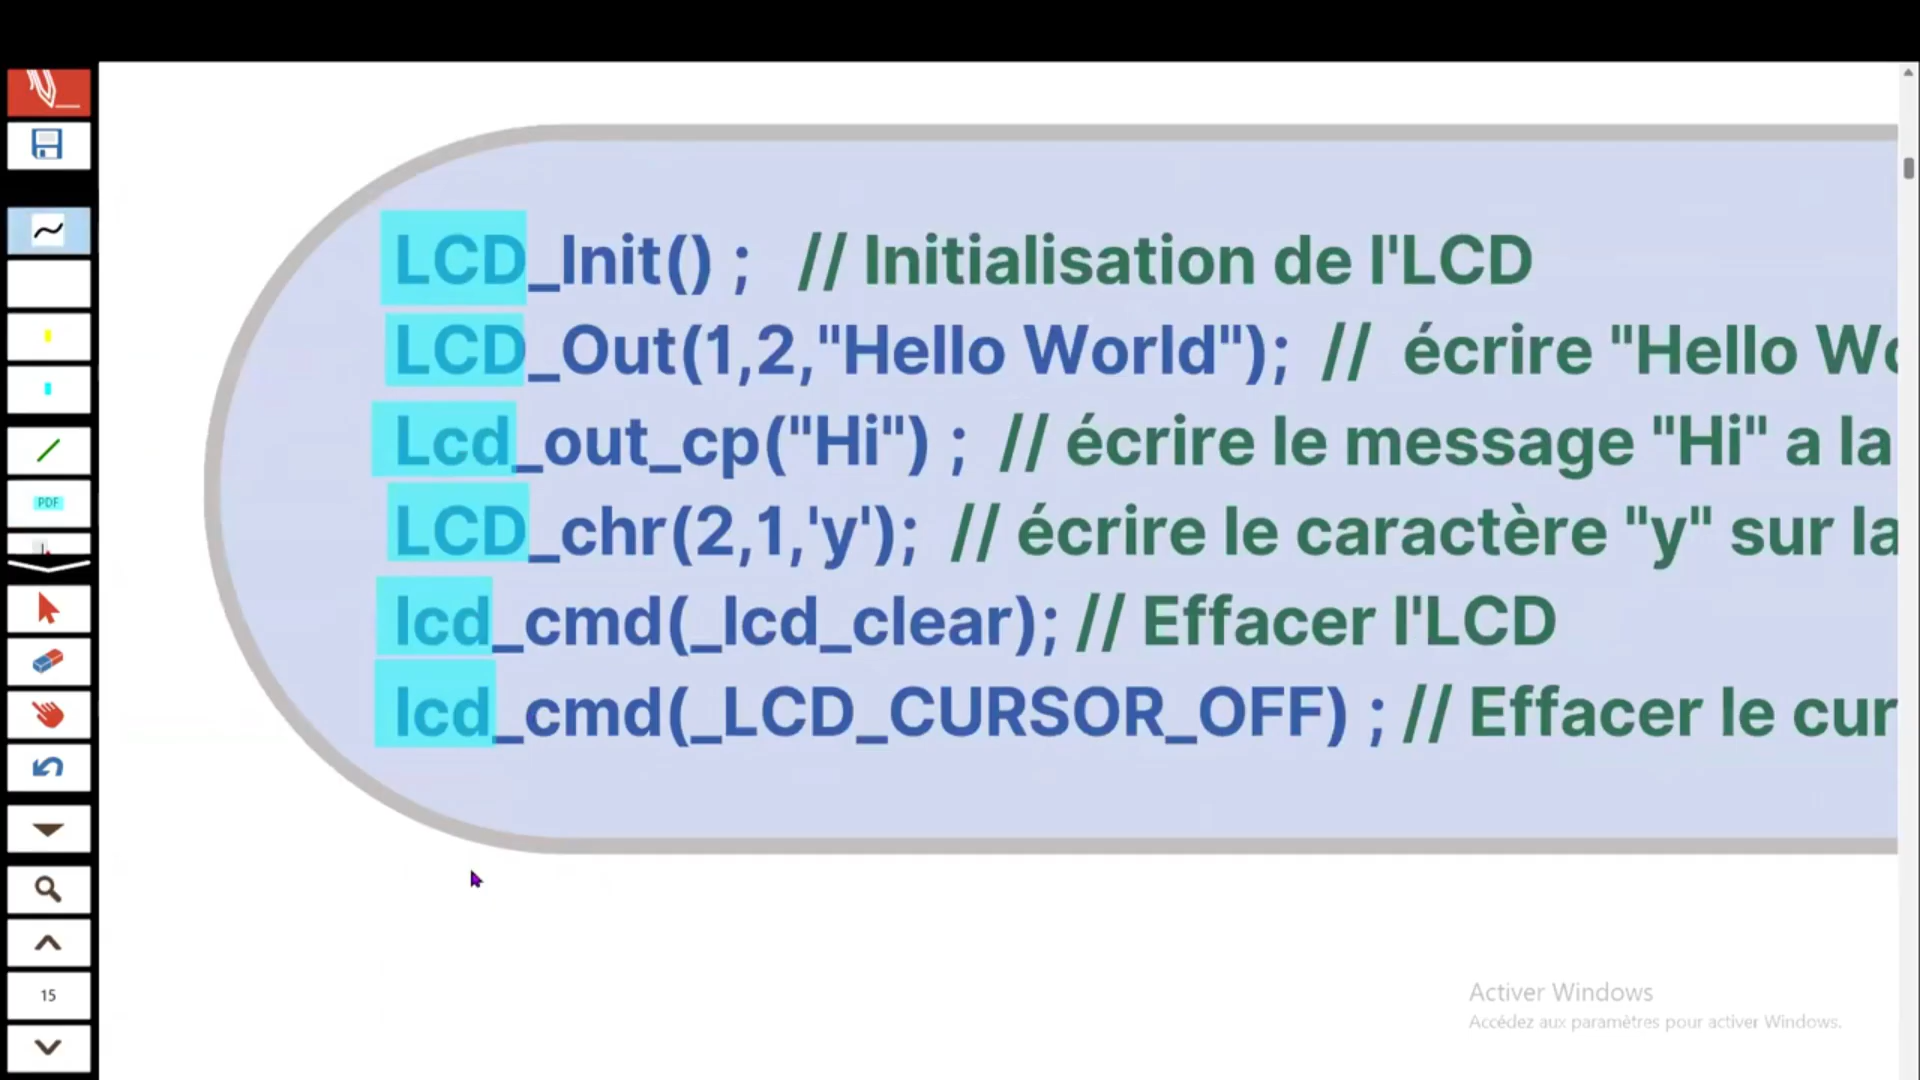 LCD_Init() ;   // Initialisation de l'LCD
LCD_Out(1,2,"Hello World");  //  écrire "Hello Wo
Lcd_out_cp("Hi") ;  // écrire le message "Hi" a la
LCD_chr(2,1,'y');  // écrire le caractère "y" sur la
lcd_cmd(_lcd_clear); // Effacer l'LCD
lcd_cmd(_LCD_CURSOR_OFF) ; // Effacer le cur
PDF
15
Activer Windows
Accédez aux paramètres pour activer Windows.